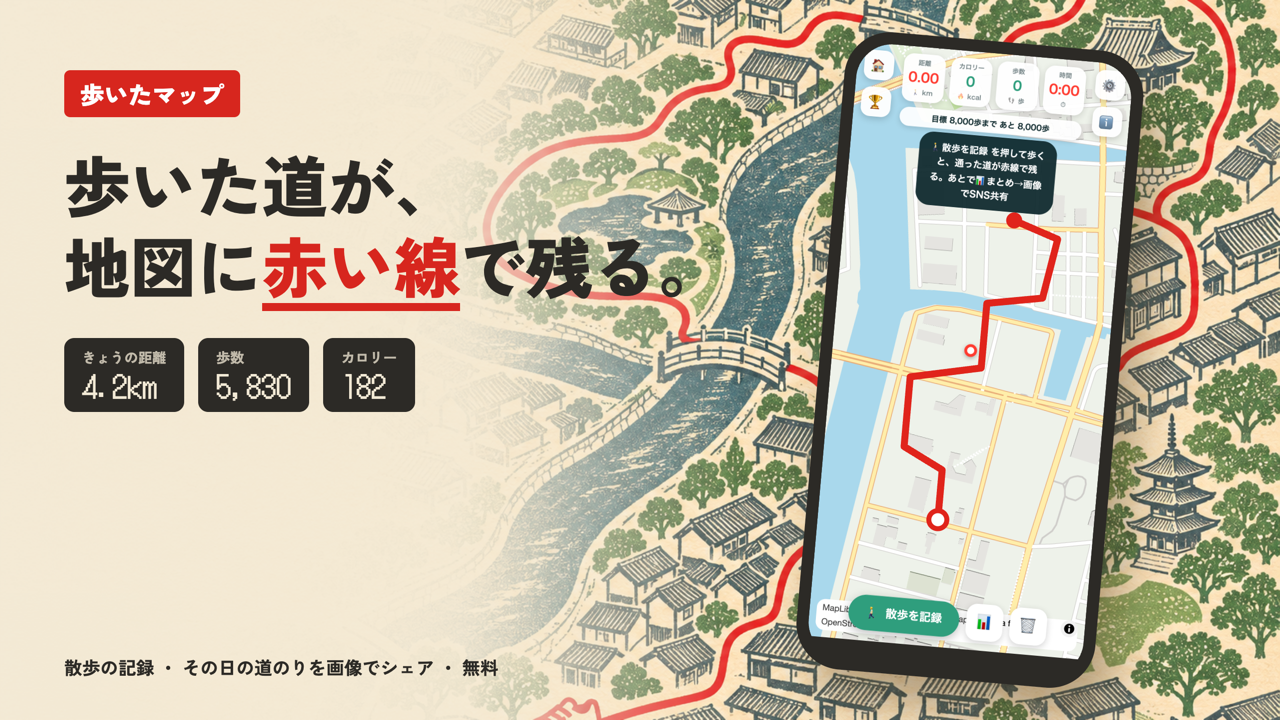 歩いたマップ
歩いた道が、
地図に赤い線で残る。
きょうの距離
4.2km
歩数
5,830
カロリー
182
散歩の記録 ・ その日の道のりを画像でシェア ・ 無料
距離
0.00
km
カロリー
0
kcal
歩数
0
歩
時間
0:00
目標 8,000歩まで あと 8,000歩
散歩を記録 を押して歩く
と、通った道が赤線で残
る。あとで まとめ→画像
でSNS共有
散歩を記録